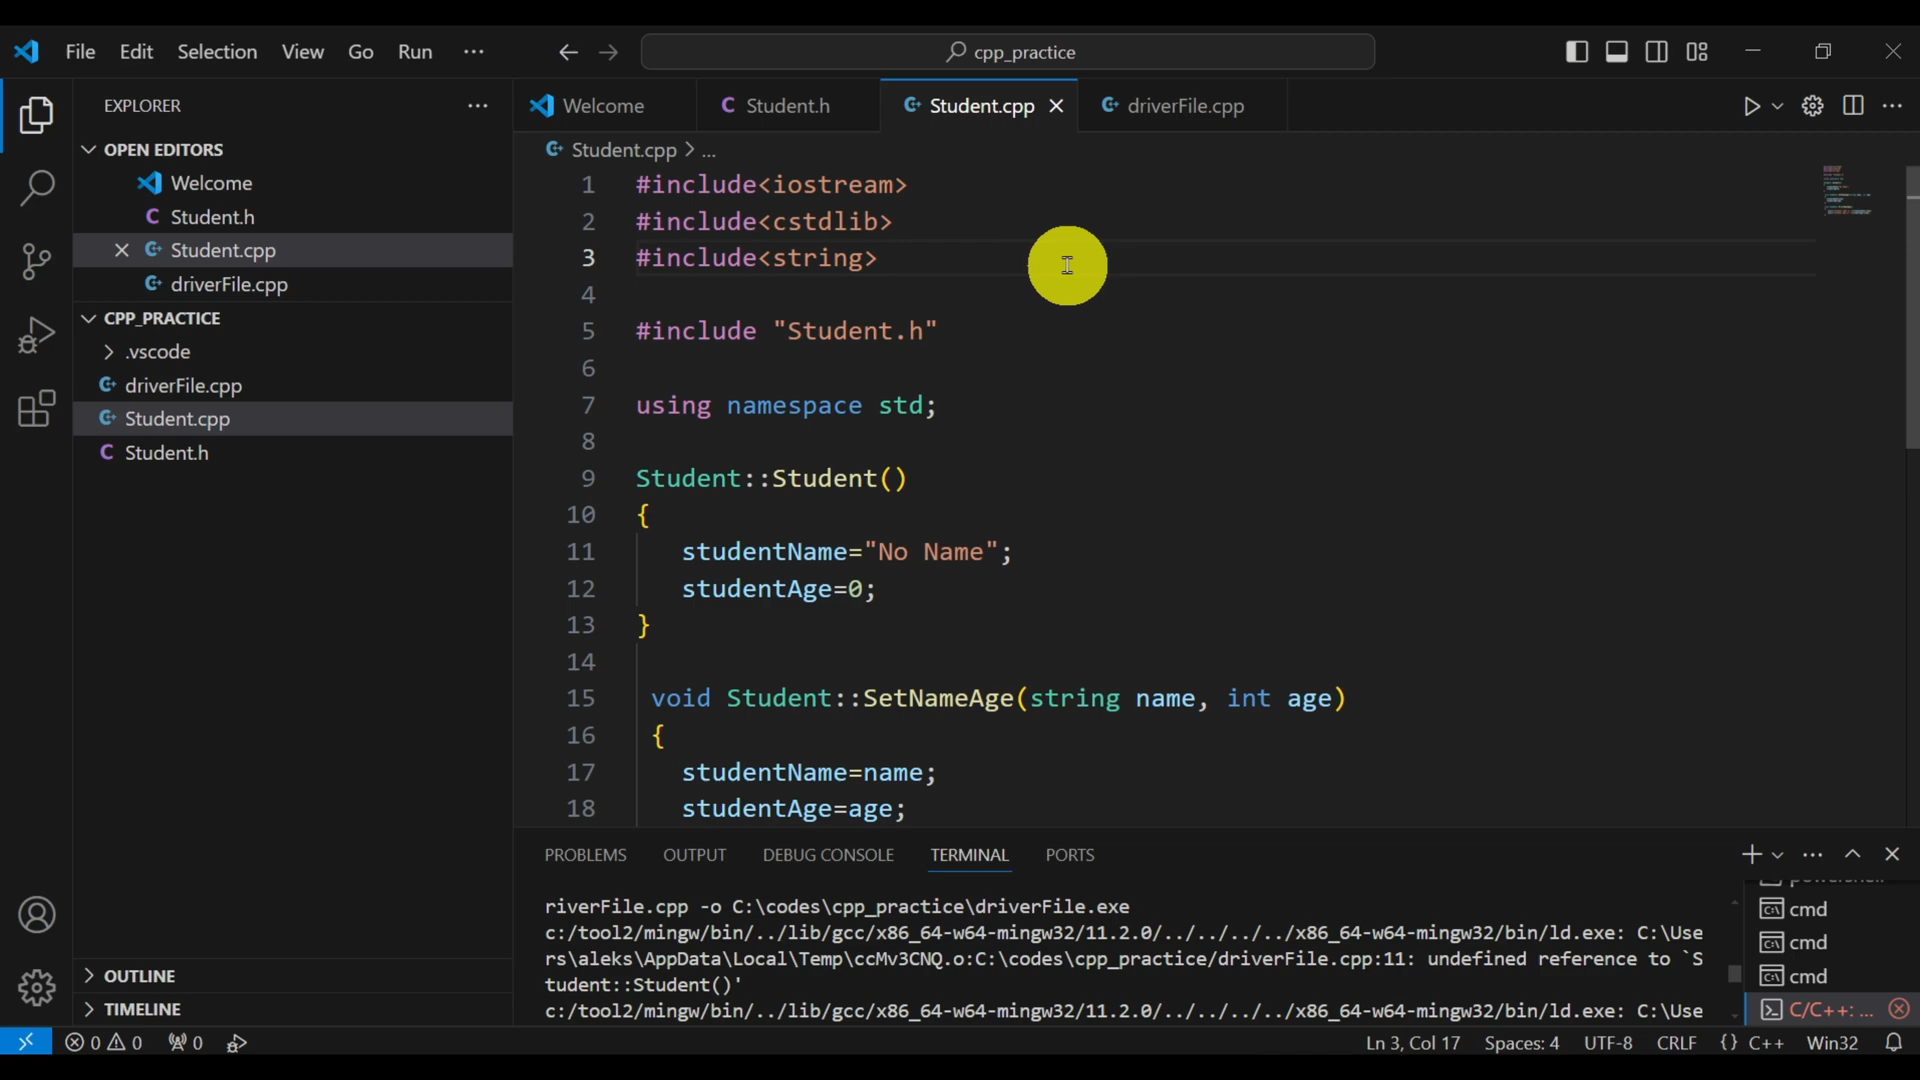 File Edit Selection View Go Run ... cpp_practice
EXPLORER ...
OPEN EDITORS
Welcome
Student.h
Student.cpp
driverFile.cpp
CPP_PRACTICE
.vscode
driverFile.cpp
Student.cpp
Student.h
OUTLINE
TIMELINE
Welcome Student.h Student.cpp driverFile.cpp
Student.cpp > ...
1 #include<iostream>
2 #include<cstdlib>
3 #include<string>
4
5 #include "Student.h"
6
7 using namespace std;
8
9 Student::Student()
10 {
11 studentName="No Name";
12 studentAge=0;
13 }
14
15 void Student::SetNameAge(string name, int age)
16 {
17 studentName=name;
18 studentAge=age;
PROBLEMS OUTPUT DEBUG CONSOLE TERMINAL PORTS
riverFile.cpp -o C:\codes\cpp_practice\driverFile.exe
c:/tool2/mingw/bin/../lib/gcc/x86_64-w64-mingw32/11.2.0/../../../../x86_64-w64-mingw32/bin/ld.exe: C:\Use
rs\aleks\AppData\Local\Temp\ccMv3CNQ.o:C:\codes\cpp_practice/driverFile.cpp:11: undefined reference to `S
tudent::Student()'
c:/tool2/mingw/bin/../lib/gcc/x86_64-w64-mingw32/11.2.0/../../../../x86_64-w64-mingw32/bin/ld.exe: C:\Use
cmd
cmd
cmd
C/C++: ...
0 0 0 Ln 3, Col 17 Spaces: 4 UTF-8 CRLF {} C++ Win32